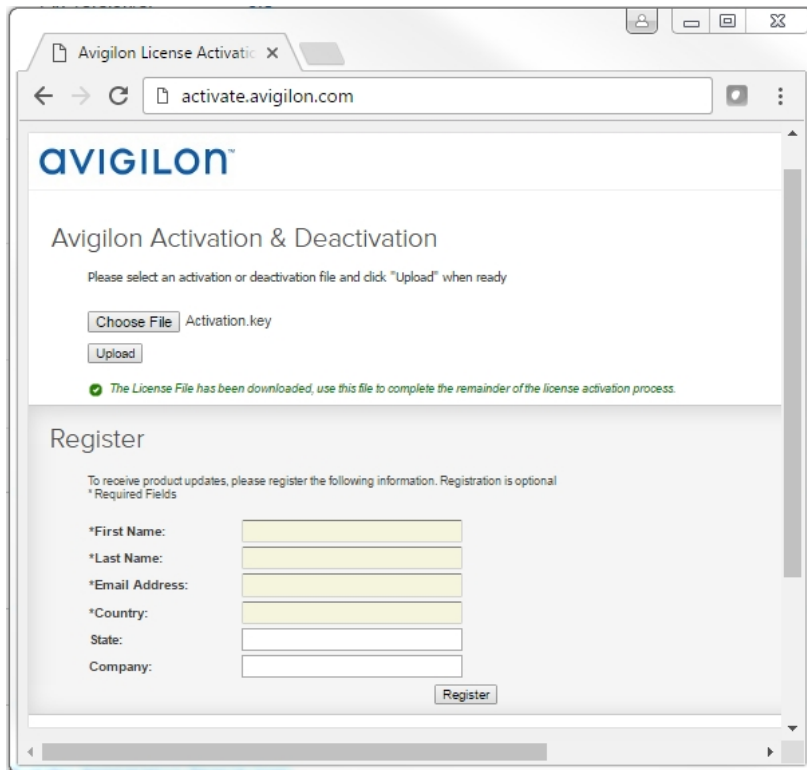 Avigilon License Activatio
activate.avigilon.com
avigilon™
Avigilon Activation & Deactivation
Please select an activation or deactivation file and click "Upload" when ready
Choose File Activation.key
Upload
The License File has been downloaded, use this file to complete the remainder of the license activation process.
Register
To receive product updates, please register the following information. Registration is optional
* Required Fields
*First Name:
*Last Name:
*Email Address:
*Country:
State:
Company:
Register